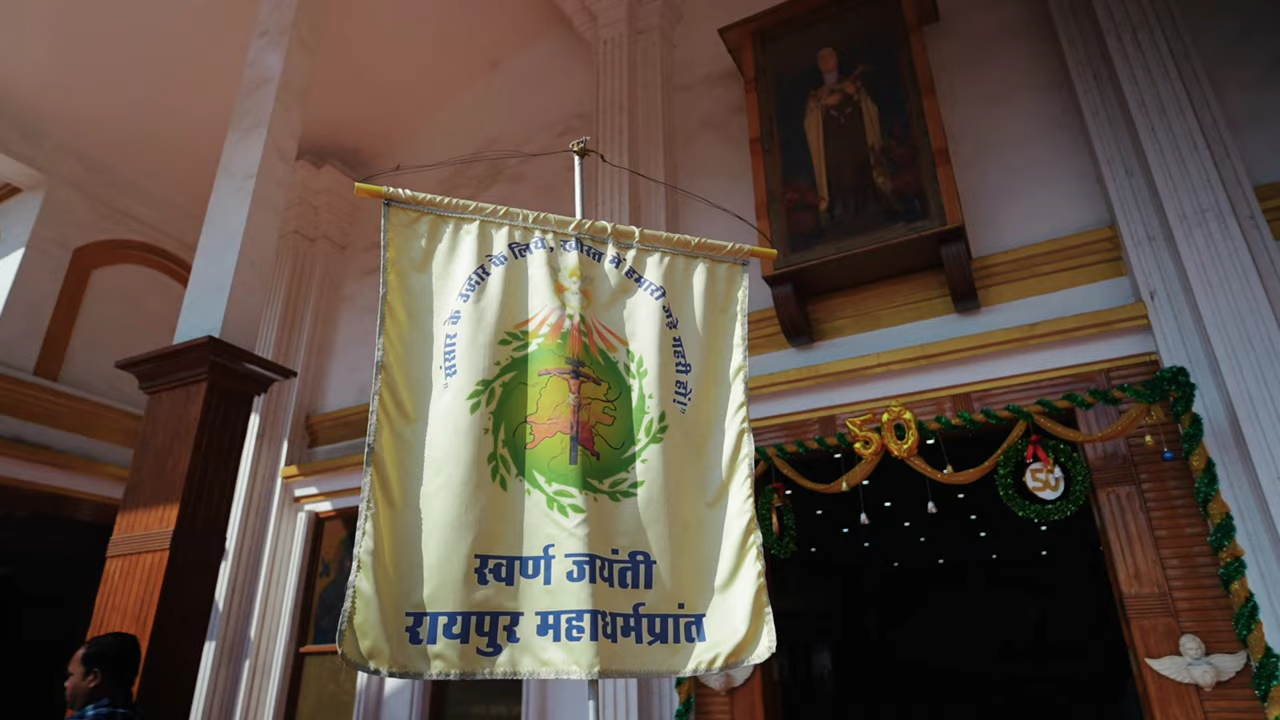 "संसार के उद्धार के लिये, ख्रीस्त में हमारी जड़ें गहरी हों!"
स्वर्ण जयंती
रायपुर महाधर्मप्रांत
50
50